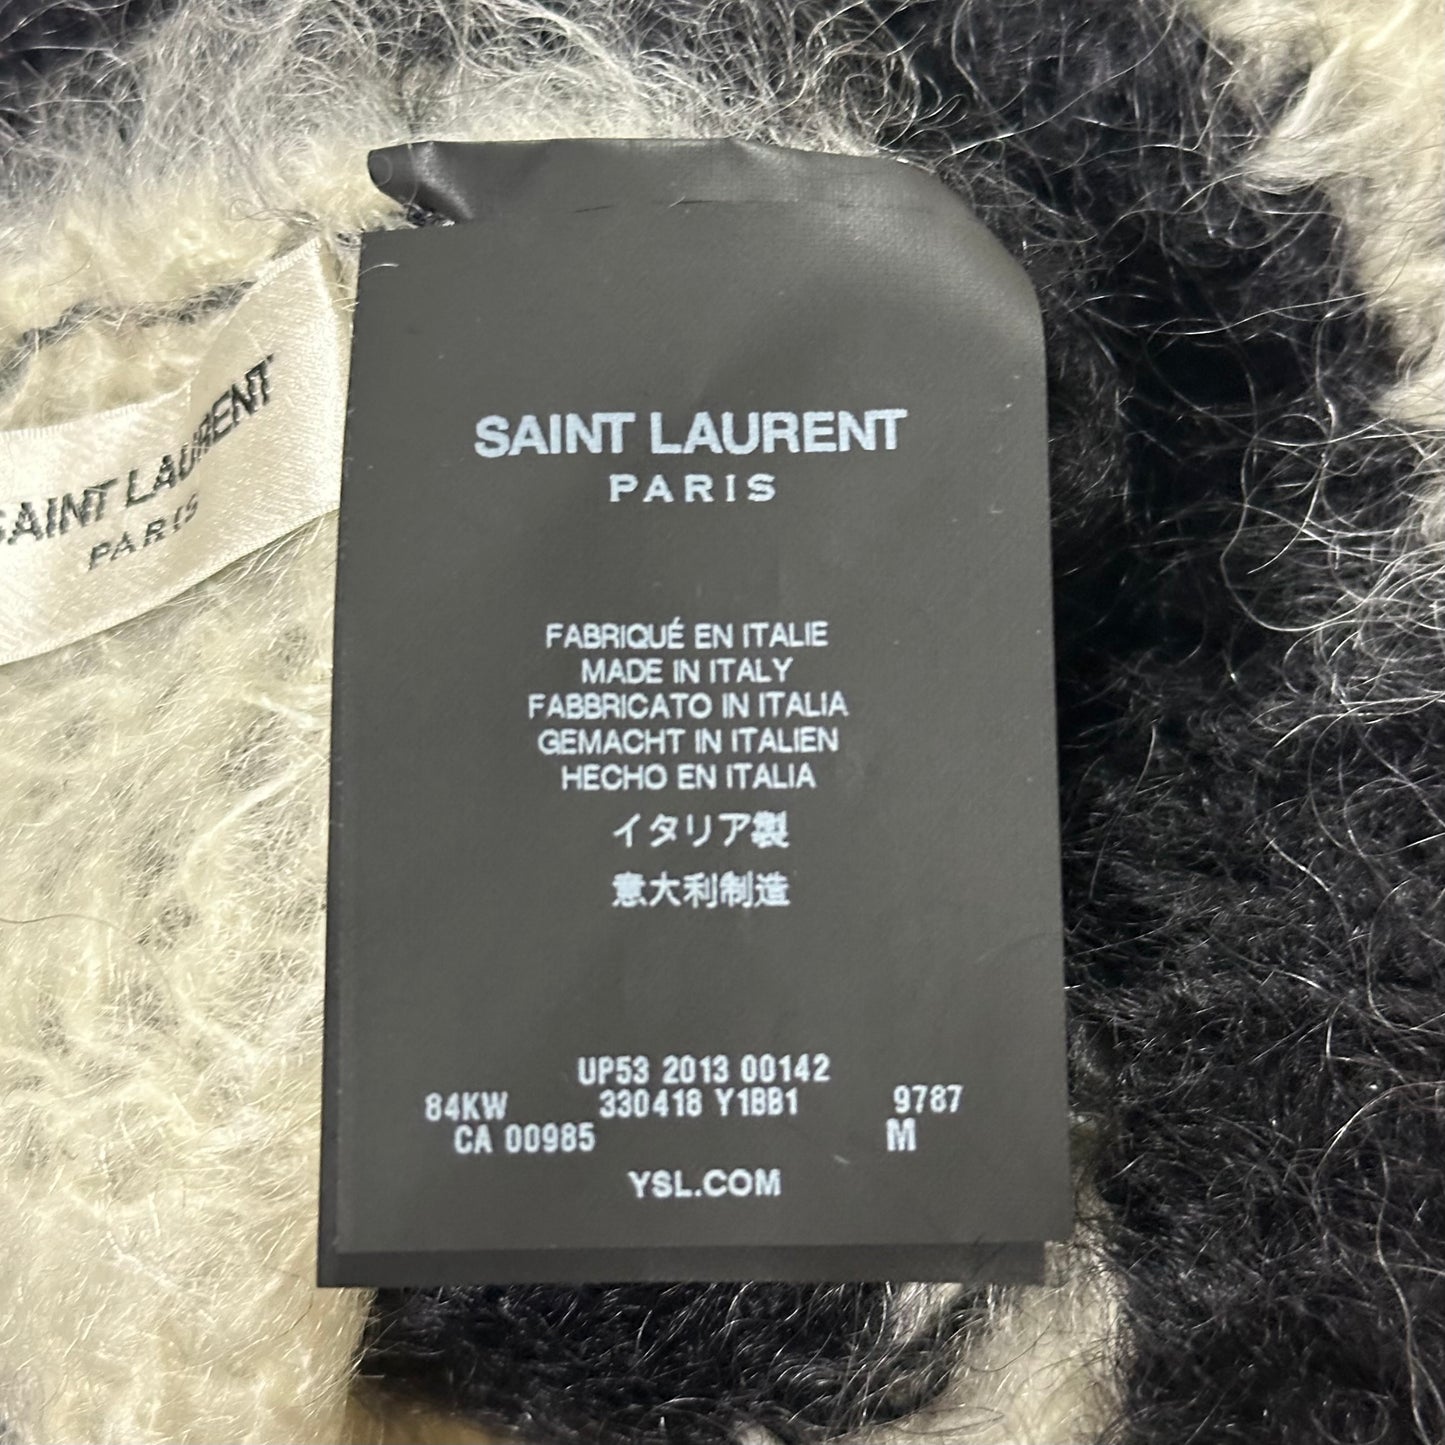 SAINT LAURENT
PARIS
SAINT LAURENT
PARIS
FABRIQUÉ EN ITALIE
MADE IN ITALY
FABBRICATO IN ITALIA
GEMACHT IN ITALIEN
HECHO EN ITALIA
イタリア製
意大利制造
UP53 2013 00142
84KW 330418 Y1BB1 9787
CA 00985 M
YSL.COM